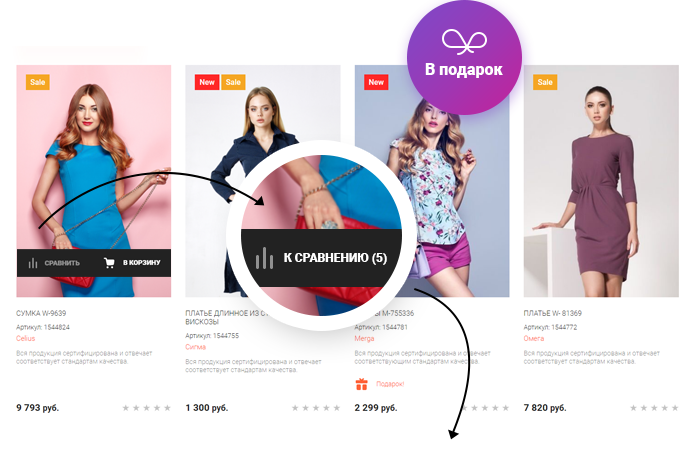 В подарок
Sale
New Sale
New
Sale
К СРАВНЕНИЮ (5)
СРАВНИТЬ В КОРЗИНУ
СУМКА W-9639
Артикул: 1544824
Celius
Вся продукция сертифицирована и отвечает
соответствует стандартам качества.
9 793 руб.
ПЛАТЬЕ ДЛИННОЕ ИЗ
ВИСКОЗЫ
Артикул: 1544755
Сигма
Вся продукция сертифицирована и отвечает
соответствует стандартам качества.
1 300 руб.
М-755336
Артикул: 1544781
Merga
Вся продукция сертифицирована и отвечает
соответствующим стандартам качества.
Подарок!
2 299 руб.
ПЛАТЬЕ W- 81369
Артикул: 1544772
Омега
Вся продукция сертифицирована и отвечает
соответствует стандартам качества.
7 820 руб.